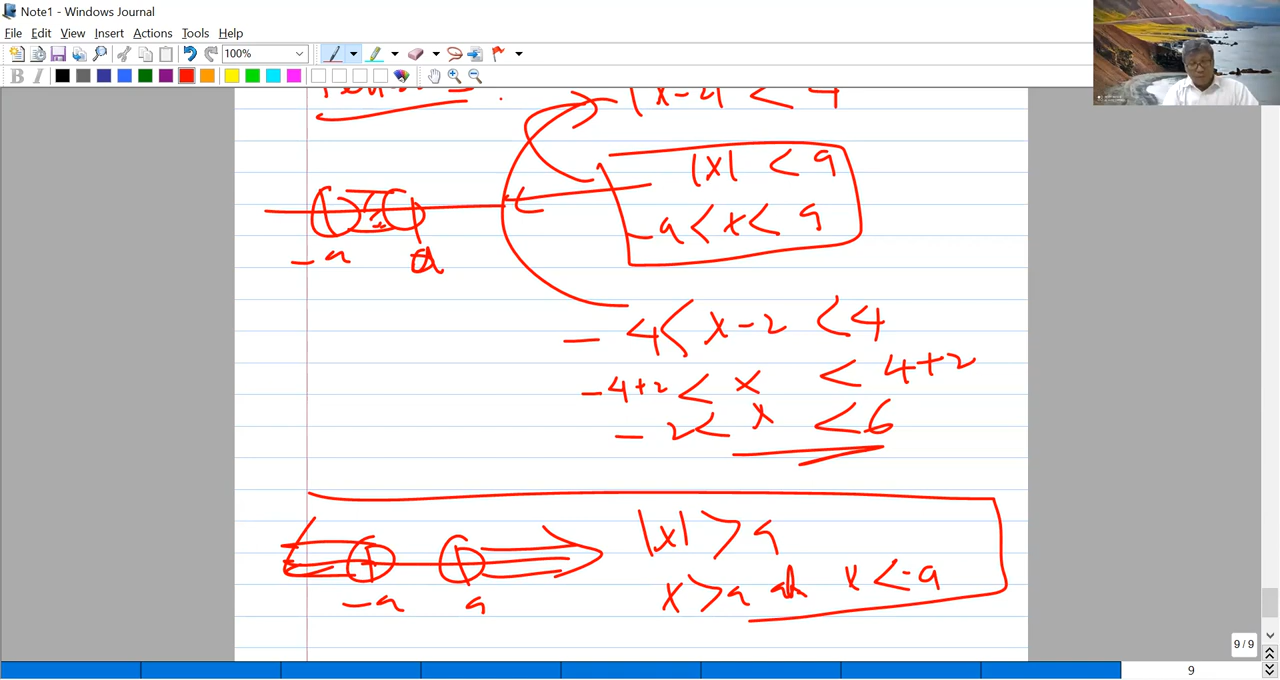 Note1 - Windows Journal
File Edit View Insert Actions Tools Help
100%
B I
|x-2| < 4
|x| < a
-a < x < a
-a a
-4 < x-2 < 4
-4+2 < x < 4+2
-2 < x < 6
|x| > a
x > a x < -a
-a a
9 / 9
9